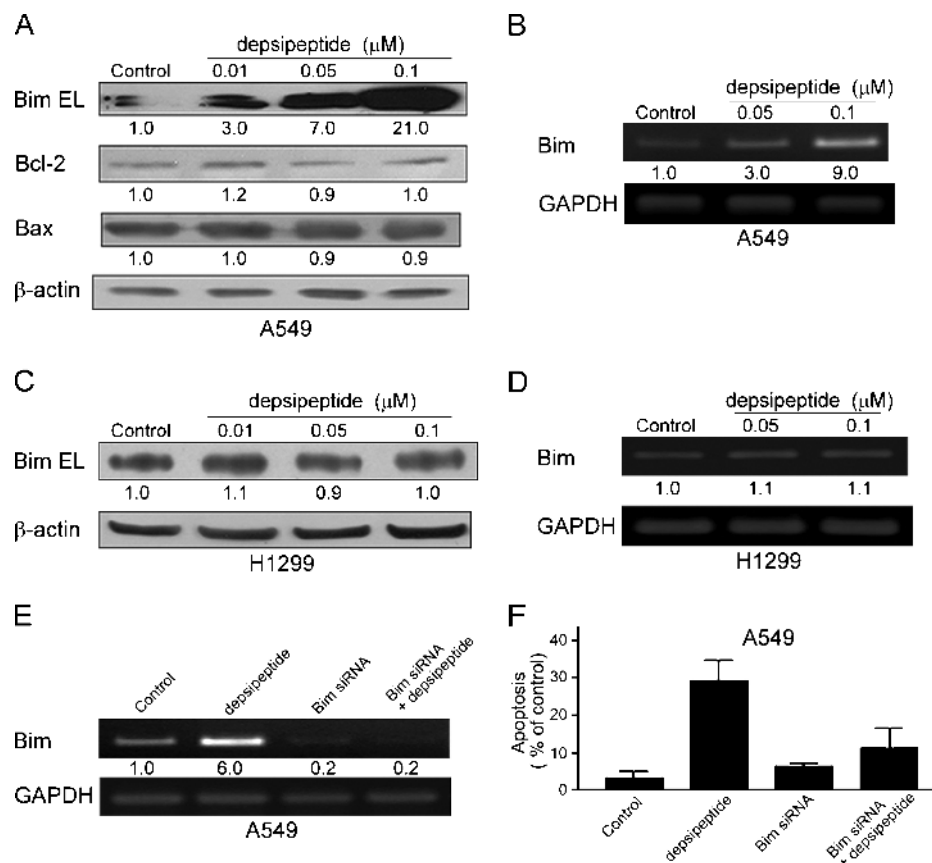 A
depsipeptide (μM)
Control 0.01 0.05 0.1
Bim EL
1.0 3.0 7.0 21.0
Bcl-2
1.0 1.2 0.9 1.0
Bax
1.0 1.0 0.9 0.9
β-actin
A549
B
depsipeptide (μM)
Control 0.05 0.1
Bim
1.0 3.0 9.0
GAPDH
A549
C
depsipeptide (μM)
Control 0.01 0.05 0.1
Bim EL
1.0 1.1 0.9 1.0
β-actin
H1299
D
depsipeptide (μM)
Control 0.05 0.1
Bim
1.0 1.1 1.1
GAPDH
H1299
E
Control
depsipeptide
Bim siRNA
Bim siRNA
+ depsipeptide
Bim
1.0 6.0 0.2 0.2
GAPDH
A549
F
A549
Apoptosis
( % of control)
40
30
20
10
0
Control
depsipeptide
Bim siRNA
Bim siRNA
+ depsipeptide